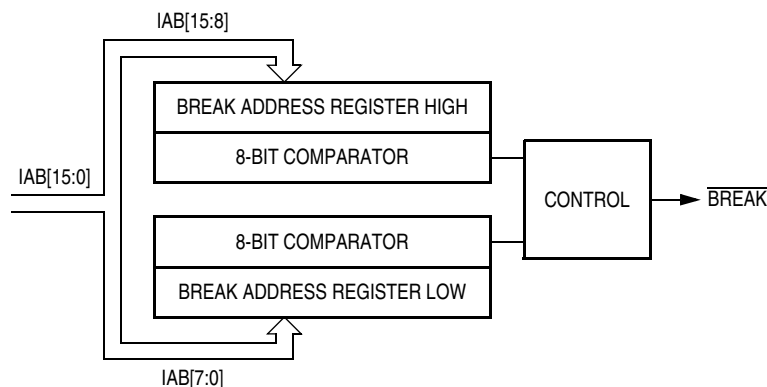 IAB[15:8]
BREAK ADDRESS REGISTER HIGH
8-BIT COMPARATOR
IAB[15:0]
CONTROL
BREAK
8-BIT COMPARATOR
BREAK ADDRESS REGISTER LOW
IAB[7:0]